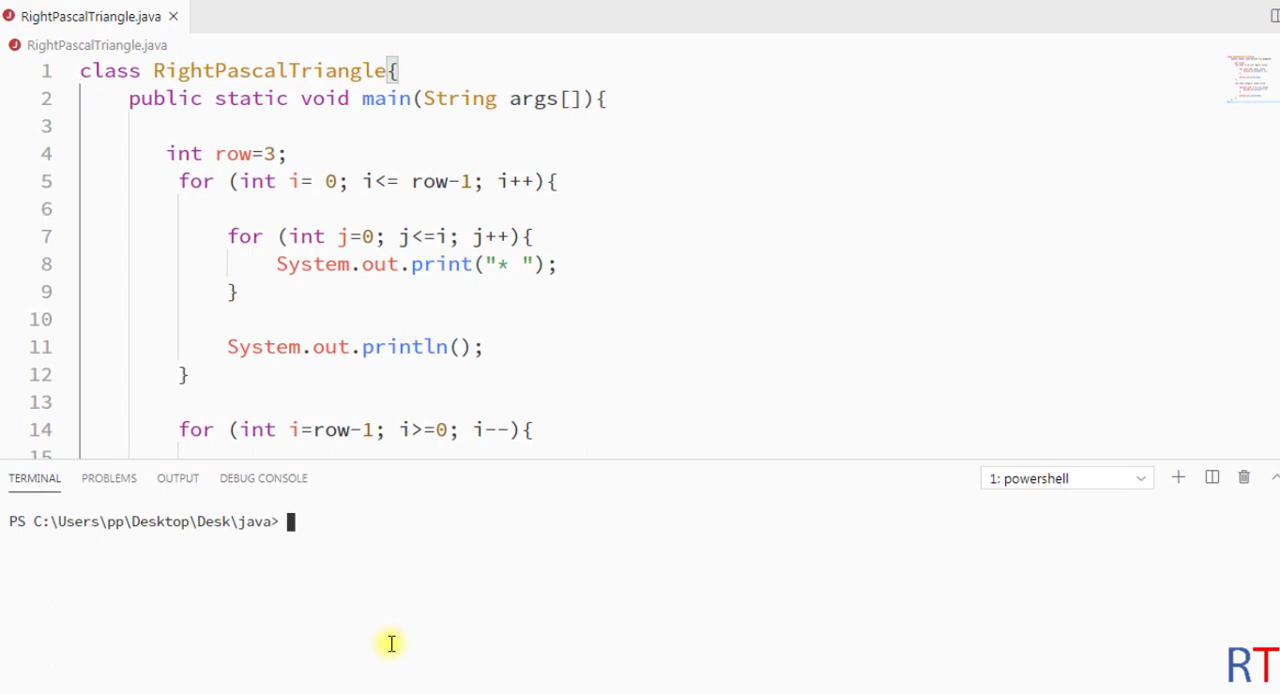 RightPascalTriangle.java
RightPascalTriangle.java
1 class RightPascalTriangle{
2 public static void main(String args[]){
3
4 int row=3;
5 for (int i= 0; i<= row-1; i++){
6
7 for (int j=0; j<=i; j++){
8 System.out.print("* ");
9 }
10
11 System.out.println();
12 }
13
14 for (int i=row-1; i>=0; i--){
15
TERMINAL PROBLEMS OUTPUT DEBUG CONSOLE 1: powershell
PS C:\Users\pp\Desktop\Desk\java>
RT